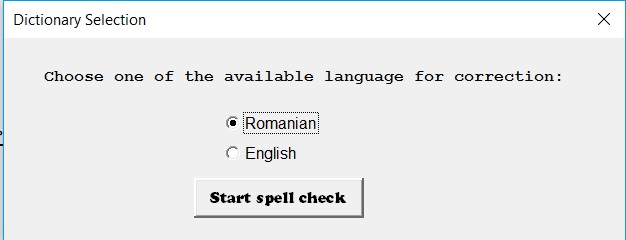 Dictionary Selection
Choose one of the available language for correction:
Romanian
English
Start spell check